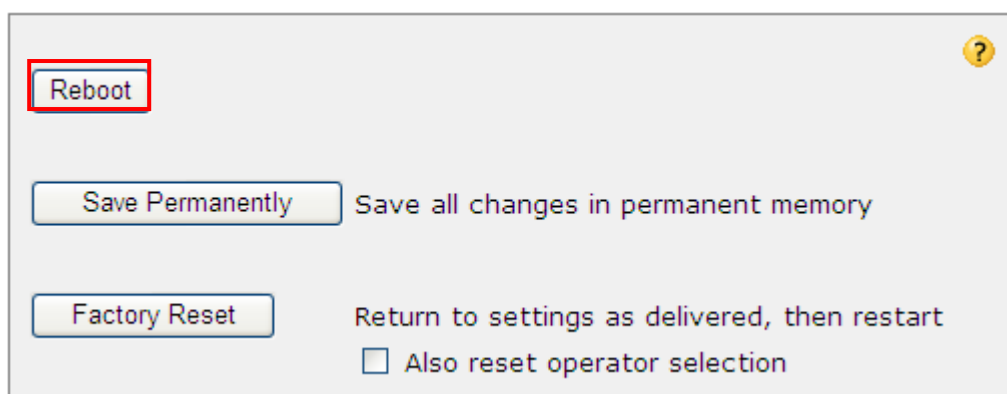 ?
Reboot
Save Permanently Save all changes in permanent memory
Factory Reset Return to settings as delivered, then restart
Also reset operator selection